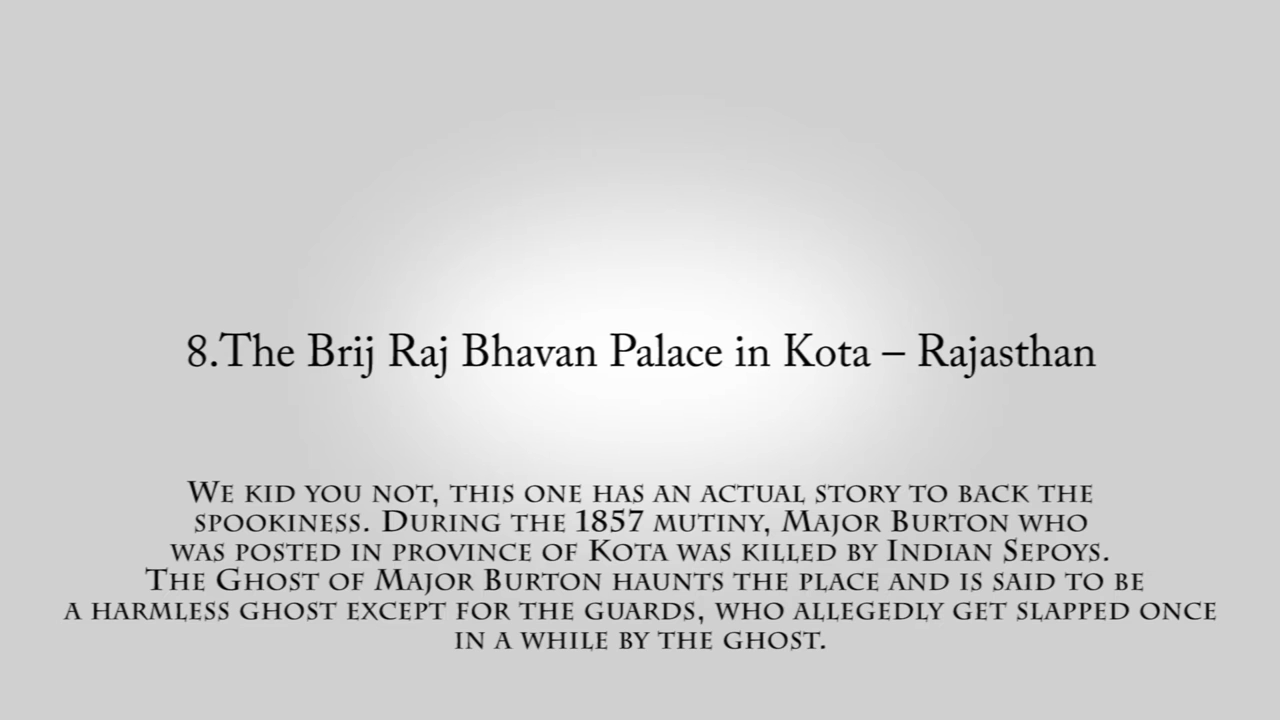 8.The Brij Raj Bhavan Palace in Kota – Rajasthan
We kid you not, this one has an actual story to back the
spookiness. During the 1857 mutiny, Major Burton who
was posted in province of Kota was killed by Indian Sepoys.
The Ghost of Major Burton haunts the place and is said to be
a harmless ghost except for the guards, who allegedly get slapped once
in a while by the ghost.